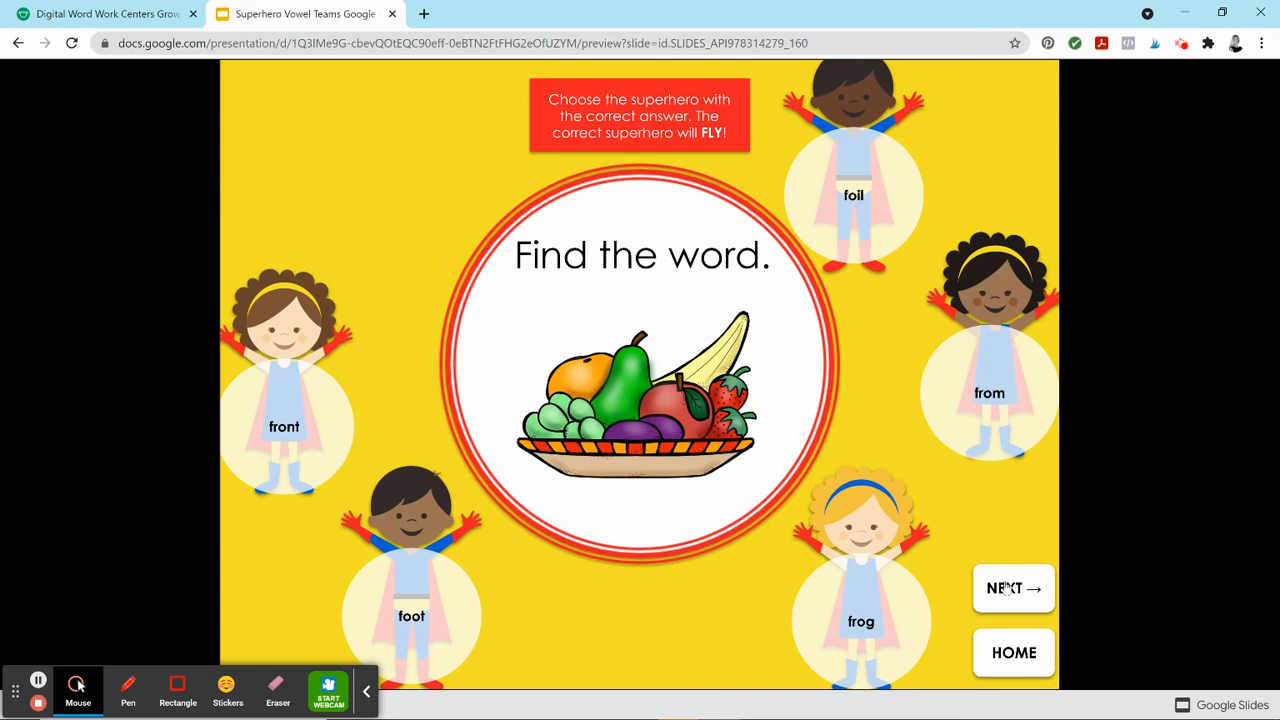 Digital Word Work Centers Grow
Superhero Vowel Teams Google
docs.google.com/presentation/d/1Q3lMe9G-cbevQOtEQC90eff-0eBTN2FtFHG2eOfUZYM/preview?slide=id.SLIDES_API978314279_160
Choose the superhero with
the correct answer. The
correct superhero will FLY!
Find the word.
foil
from
front
foot
frog
NEXT →
HOME
Mouse
Pen
Rectangle
Stickers
Eraser
START
WEBCAM
Google Slides